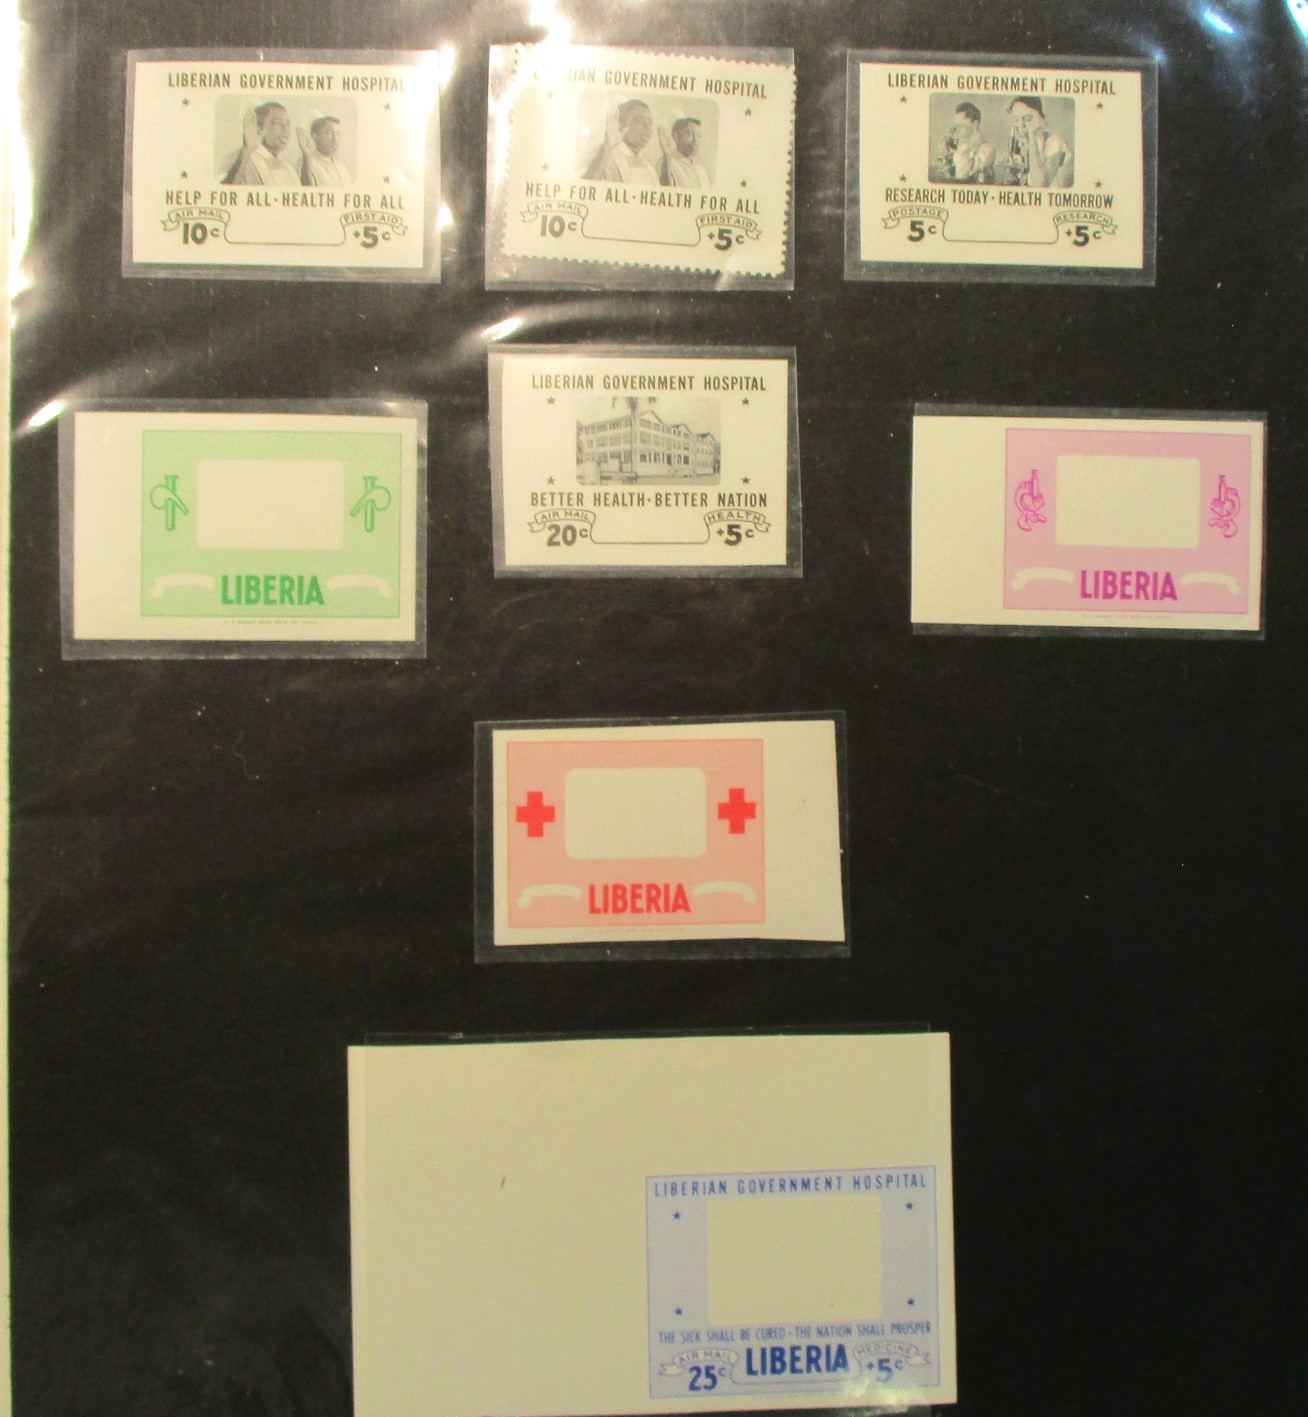 LIBERIAN GOVERNMENT HOSPITAL
HELP FOR ALL · HEALTH FOR ALL
AIR MAIL FIRST AID
10c +5c
GOVERNMENT HOSPITAL
HELP FOR ALL · HEALTH FOR ALL
AIR MAIL FIRST AID
10c +5c
LIBERIAN GOVERNMENT HOSPITAL
RESEARCH TODAY · HEALTH TOMORROW
POSTAGE RESEARCH
5c +5c
LIBERIA
LIBERIAN GOVERNMENT HOSPITAL
BETTER HEALTH · BETTER NATION
AIR MAIL HEALTH
20c +5c
LIBERIA
LIBERIA
LIBERIAN GOVERNMENT HOSPITAL
THE SICK SHALL BE CURED · THE NATION SHALL PROSPER
AIR MAIL LIBERIA MEDICINE
25c +5c